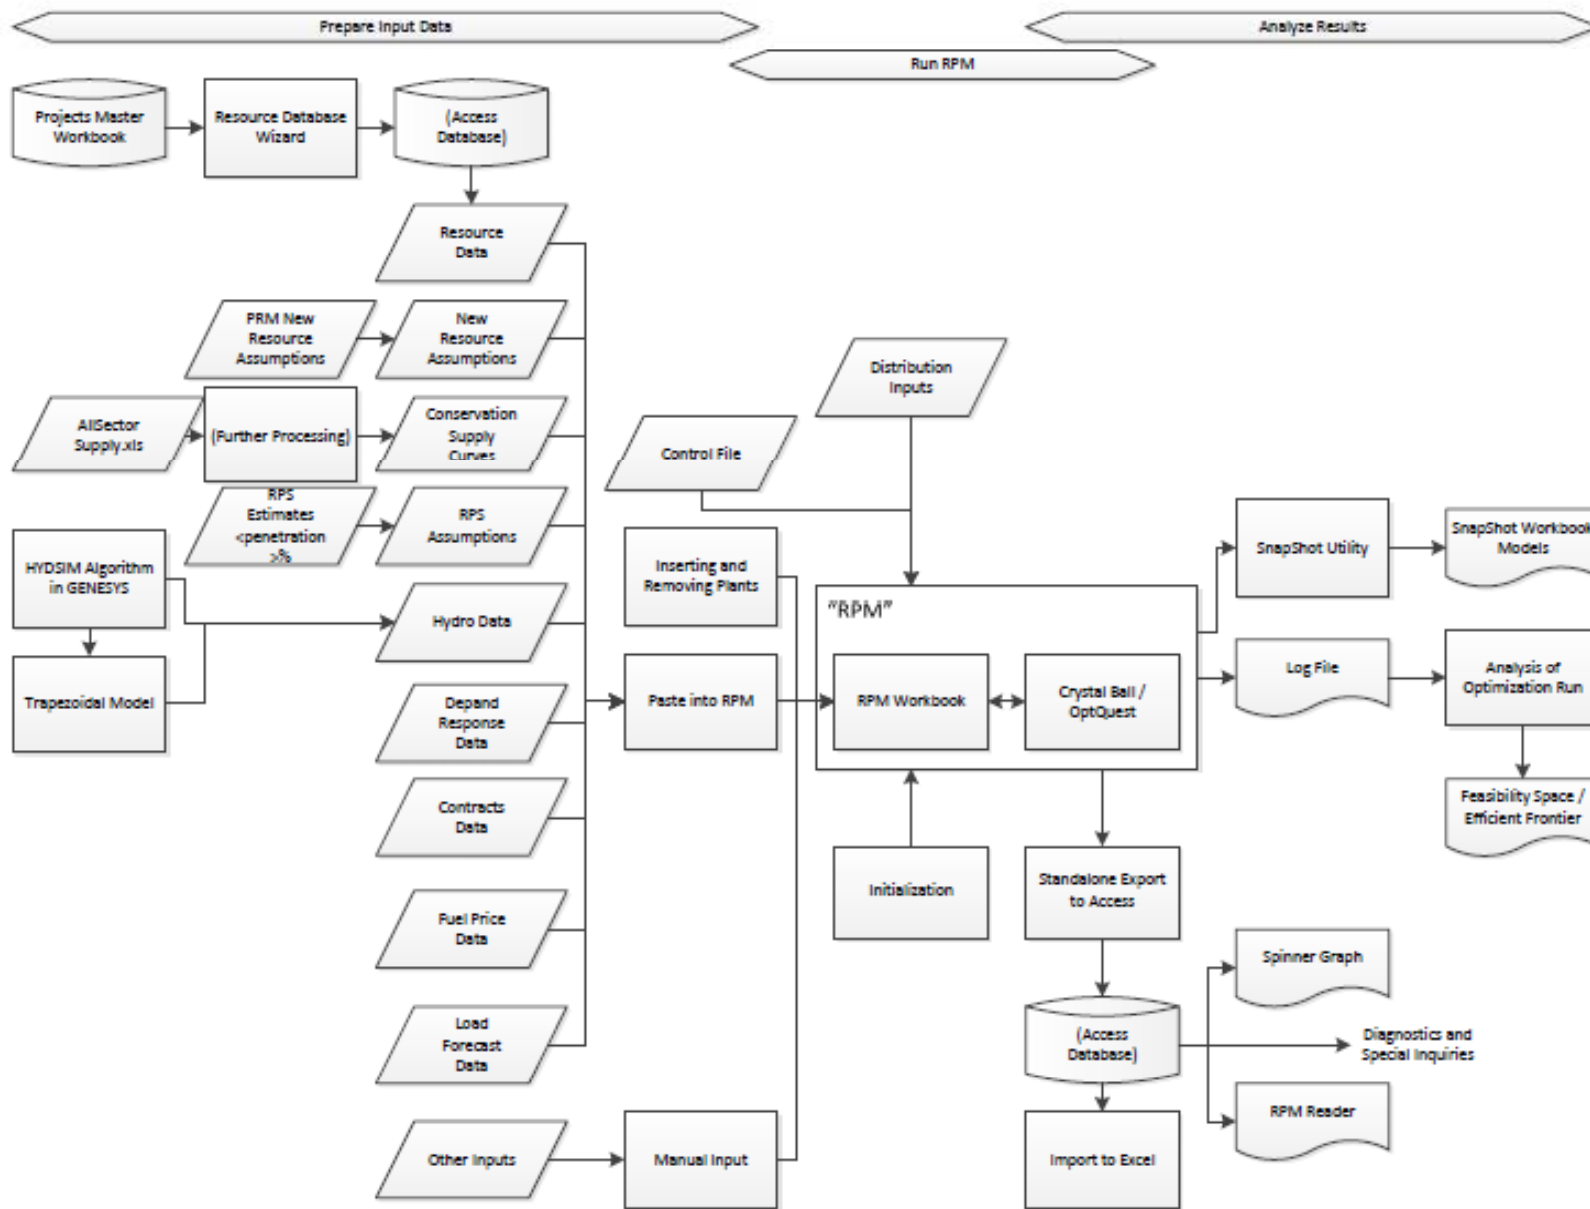 Prepare Input Data
Analyze Results
Run RPM
Projects Master
Workbook
Resource Database
Wizard
(Access
Database)
Resource
Data
PRM New
Resource
Assumptions
New
Resource
Assumptions
AllSector
Supply.xls
(Further Processing)
Conservation
Supply
Curves
RPS
Estimates
<penetration
>%
RPS
Assumptions
HYDSIM Algorithm
in GENESYS
Trapezoidal Model
Hydro Data
Depand
Response
Data
Contracts
Data
Fuel Price
Data
Load
Forecast
Data
Other Inputs
Manual Input
Distribution
Inputs
Control File
Inserting and
Removing Plants
Paste into RPM
"RPM"
RPM Workbook
Crystal Ball /
OptQuest
Initialization
Standalone Export
to Access
(Access
Database)
Import to Excel
SnapShot Utility
SnapShot Workbook
Models
Log File
Analysis of
Optimization Run
Feasibility Space /
Efficient Frontier
Spinner Graph
Diagnostics and
Special Inquiries
RPM Reader